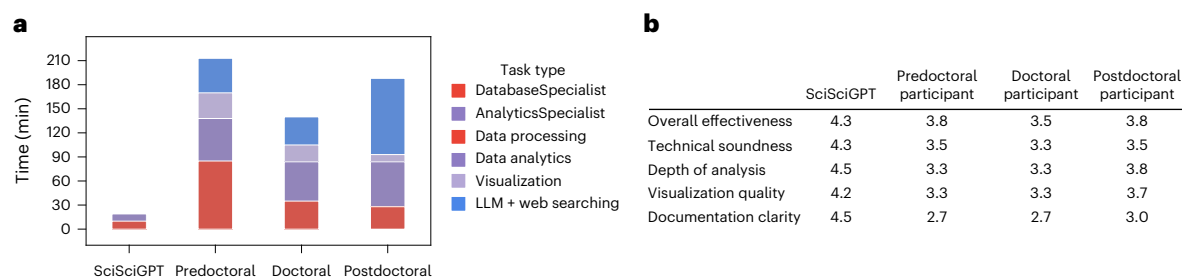 a
Time (min)
210
180
150
120
90
60
30
0
SciSciGPT Predoctoral Doctoral Postdoctoral
Task type
DatabaseSpecialist
AnalyticsSpecialist
Data processing
Data analytics
Visualization
LLM + web searching
b
SciSciGPT Predoctoral participant Doctoral participant Postdoctoral participant
Overall effectiveness 4.3 3.8 3.5 3.8
Technical soundness 4.3 3.5 3.3 3.5
Depth of analysis 4.5 3.3 3.3 3.8
Visualization quality 4.2 3.3 3.3 3.7
Documentation clarity 4.5 2.7 2.7 3.0